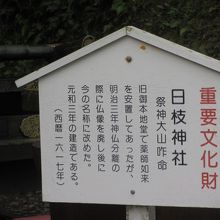 重要文化財
日枝神社
祭神大山咋命
旧御本地堂で薬師如来
を安置してあったが、
明治三年神仏分離の
際に仏像を廃し後に
今の名称に改めた。
元和三年の建造である。
（西暦一六一七年）